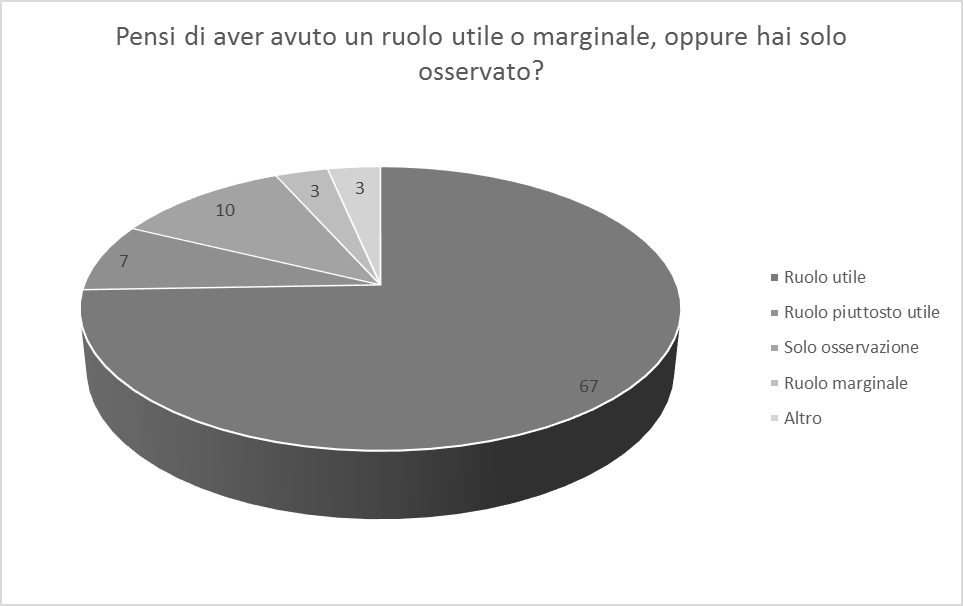 Pensi di aver avuto un ruolo utile o marginale, oppure hai solo
osservato?
3
3
10
7
67
Ruolo utile
Ruolo piuttosto utile
Solo osservazione
Ruolo marginale
Altro